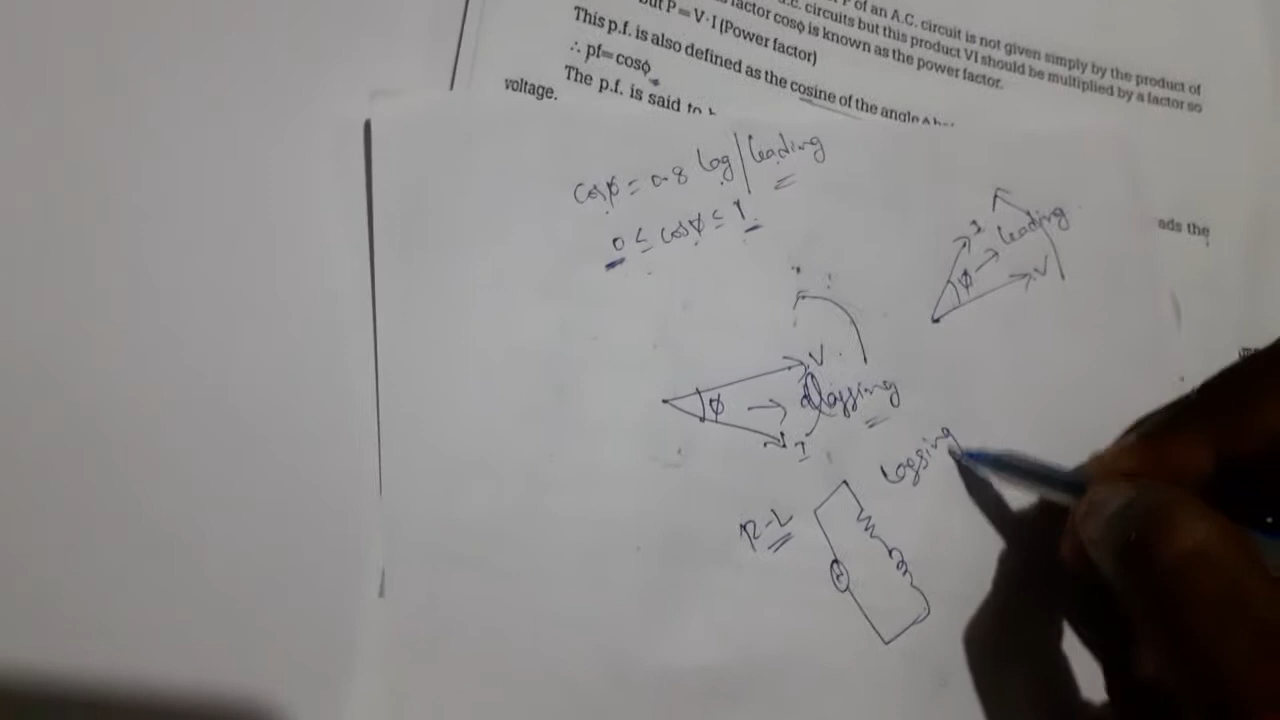 P of an A.C. circuit is not given simply by the product of
d.c. circuits but this product VI should be multiplied by a factor so
factor cosϕ is known as the power factor.
but P = V·I (Power factor)
This p.f. is also defined as the cosine of the angle
∴ pf=cosϕ
The p.f. is said to
voltage.
ads the
cosϕ = 0.8 lag/leading
0 ≤ cosϕ ≤ 1
I
ϕ → leading
V
V
ϕ → lagging
I
R-L
Lagging